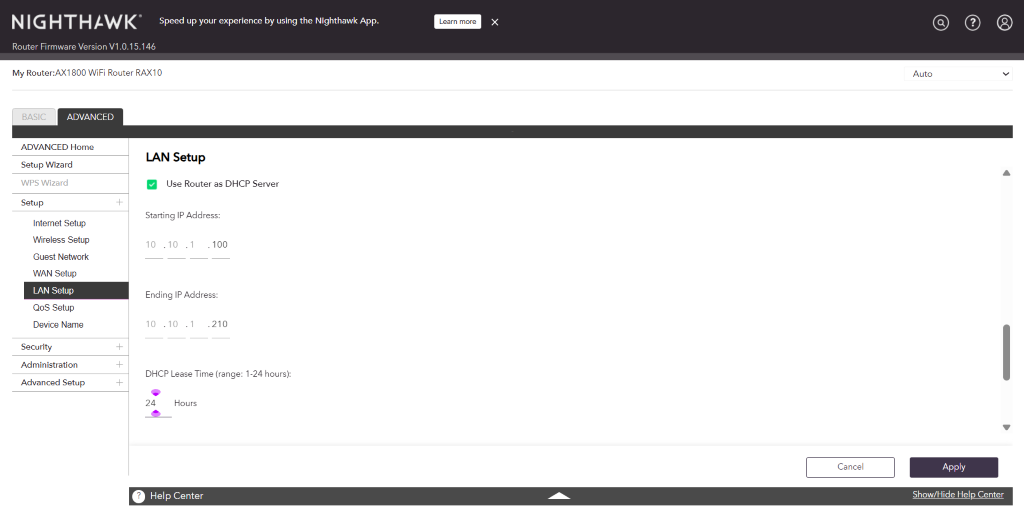 NIGHTHAWK®
Speed up your experience by using the Nighthawk App.
Learn more
Router Firmware Version V1.0.15.146
My Router:AX1800 WiFi Router RAX10
Auto
BASIC
ADVANCED
ADVANCED Home
Setup Wizard
WPS Wizard
Setup
Internet Setup
Wireless Setup
Guest Network
WAN Setup
LAN Setup
QoS Setup
Device Name
Security
Administration
Advanced Setup
LAN Setup
Use Router as DHCP Server
Starting IP Address:
10 . 10 . 1 . 100
Ending IP Address:
10 . 10 . 1 . 210
DHCP Lease Time (range: 1-24 hours):
24 Hours
Cancel
Apply
? Help Center
Show/Hide Help Center